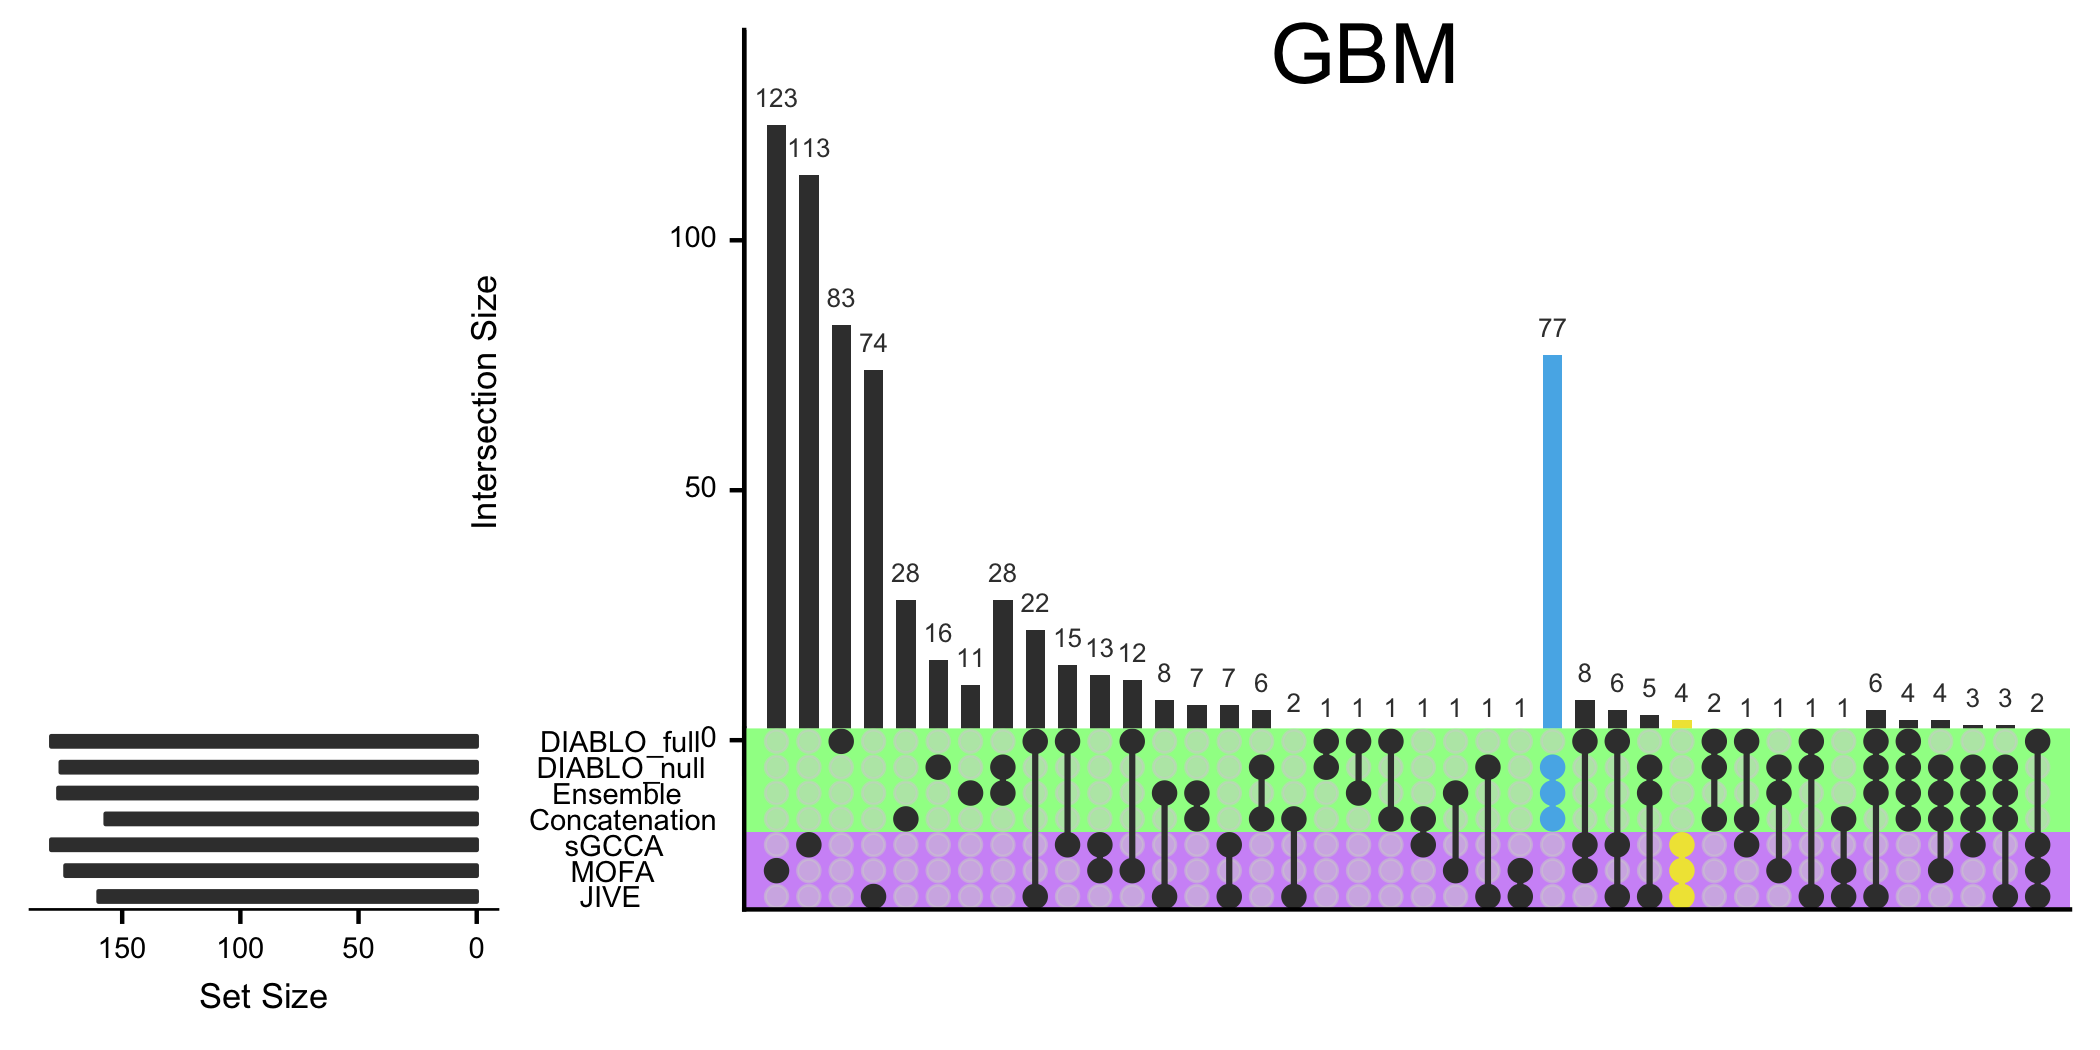 GBM
Intersection Size
100
50
0
123 113 83 74 28 16 11 28 22 15 13 12 8 7 7 6 2 1 1 1 1 1 1 1 77 8 6 5 4 2 1 1 1 1 6 4 4 3 3 2
DIABLO_full
DIABLO_null
Ensemble
Concatenation
sGCCA
MOFA
JIVE
150 100 50 0
Set Size